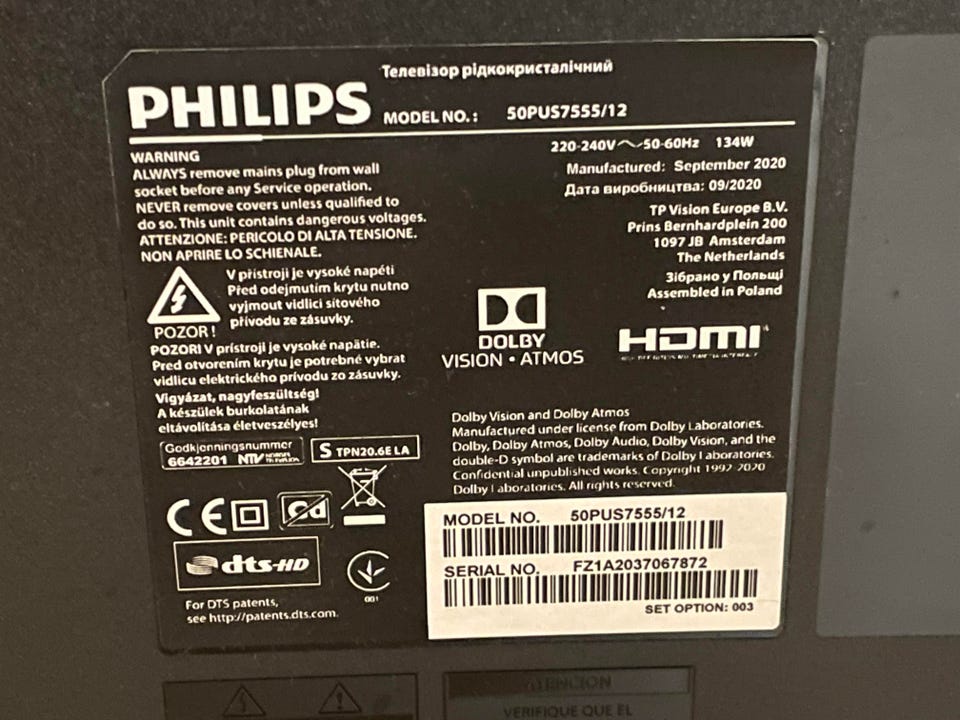 Телевізор рідкокристалічний
PHILIPS MODEL NO.: 50PUS7555/12
220-240V~50-60Hz 134W
Manufactured: September 2020
Дата виробництва: 09/2020
TP Vision Europe B.V.
Prins Bernhardplein 200
1097 JB Amsterdam
The Netherlands
Зібрано у Польщі
Assembled in Poland
WARNING
ALWAYS remove mains plug from wall
socket before any Service operation.
NEVER remove covers unless qualified to
do so. This unit contains dangerous voltages.
ATTENZIONE: PERICOLO DI ALTA TENSIONE.
NON APRIRE LO SCHIENALE.
V přístroji je vysoké napětí
Před odejmutím krytu nutno
vyjmout vidlici síťového
přívodu ze zásuvky.
POZOR!
POZOR! V prístroji je vysoké napätie.
Pred otvorením krytu je potrebné vybrat
vidlicu elektrického prívodu zo zásuvky.
Vigyázat, nagyfeszültség!
A készülek burkolatának
eltávolítása életveszélyes!
DOLBY
VISION • ATMOS
HDMI
Dolby Vision and Dolby Atmos
Manufactured under license from Dolby Laboratories.
Dolby, Dolby Atmos, Dolby Audio, Dolby Vision, and the
double-D symbol are trademarks of Dolby Laboratories.
Confidential unpublished works. Copyright 1992-2020
Dolby Laboratories. All rights reserved.
Godkjenningsnummer
6642201 NTV
S TPN20.6E LA
CE
Cd
dts-HD
001
For DTS patents,
see http://patents.dts.com.
MODEL NO. 50PUS7555/12
SERIAL NO. FZ1A2037067872
SET OPTION: 003
ATENCION
VERIFIQUE QUE EL